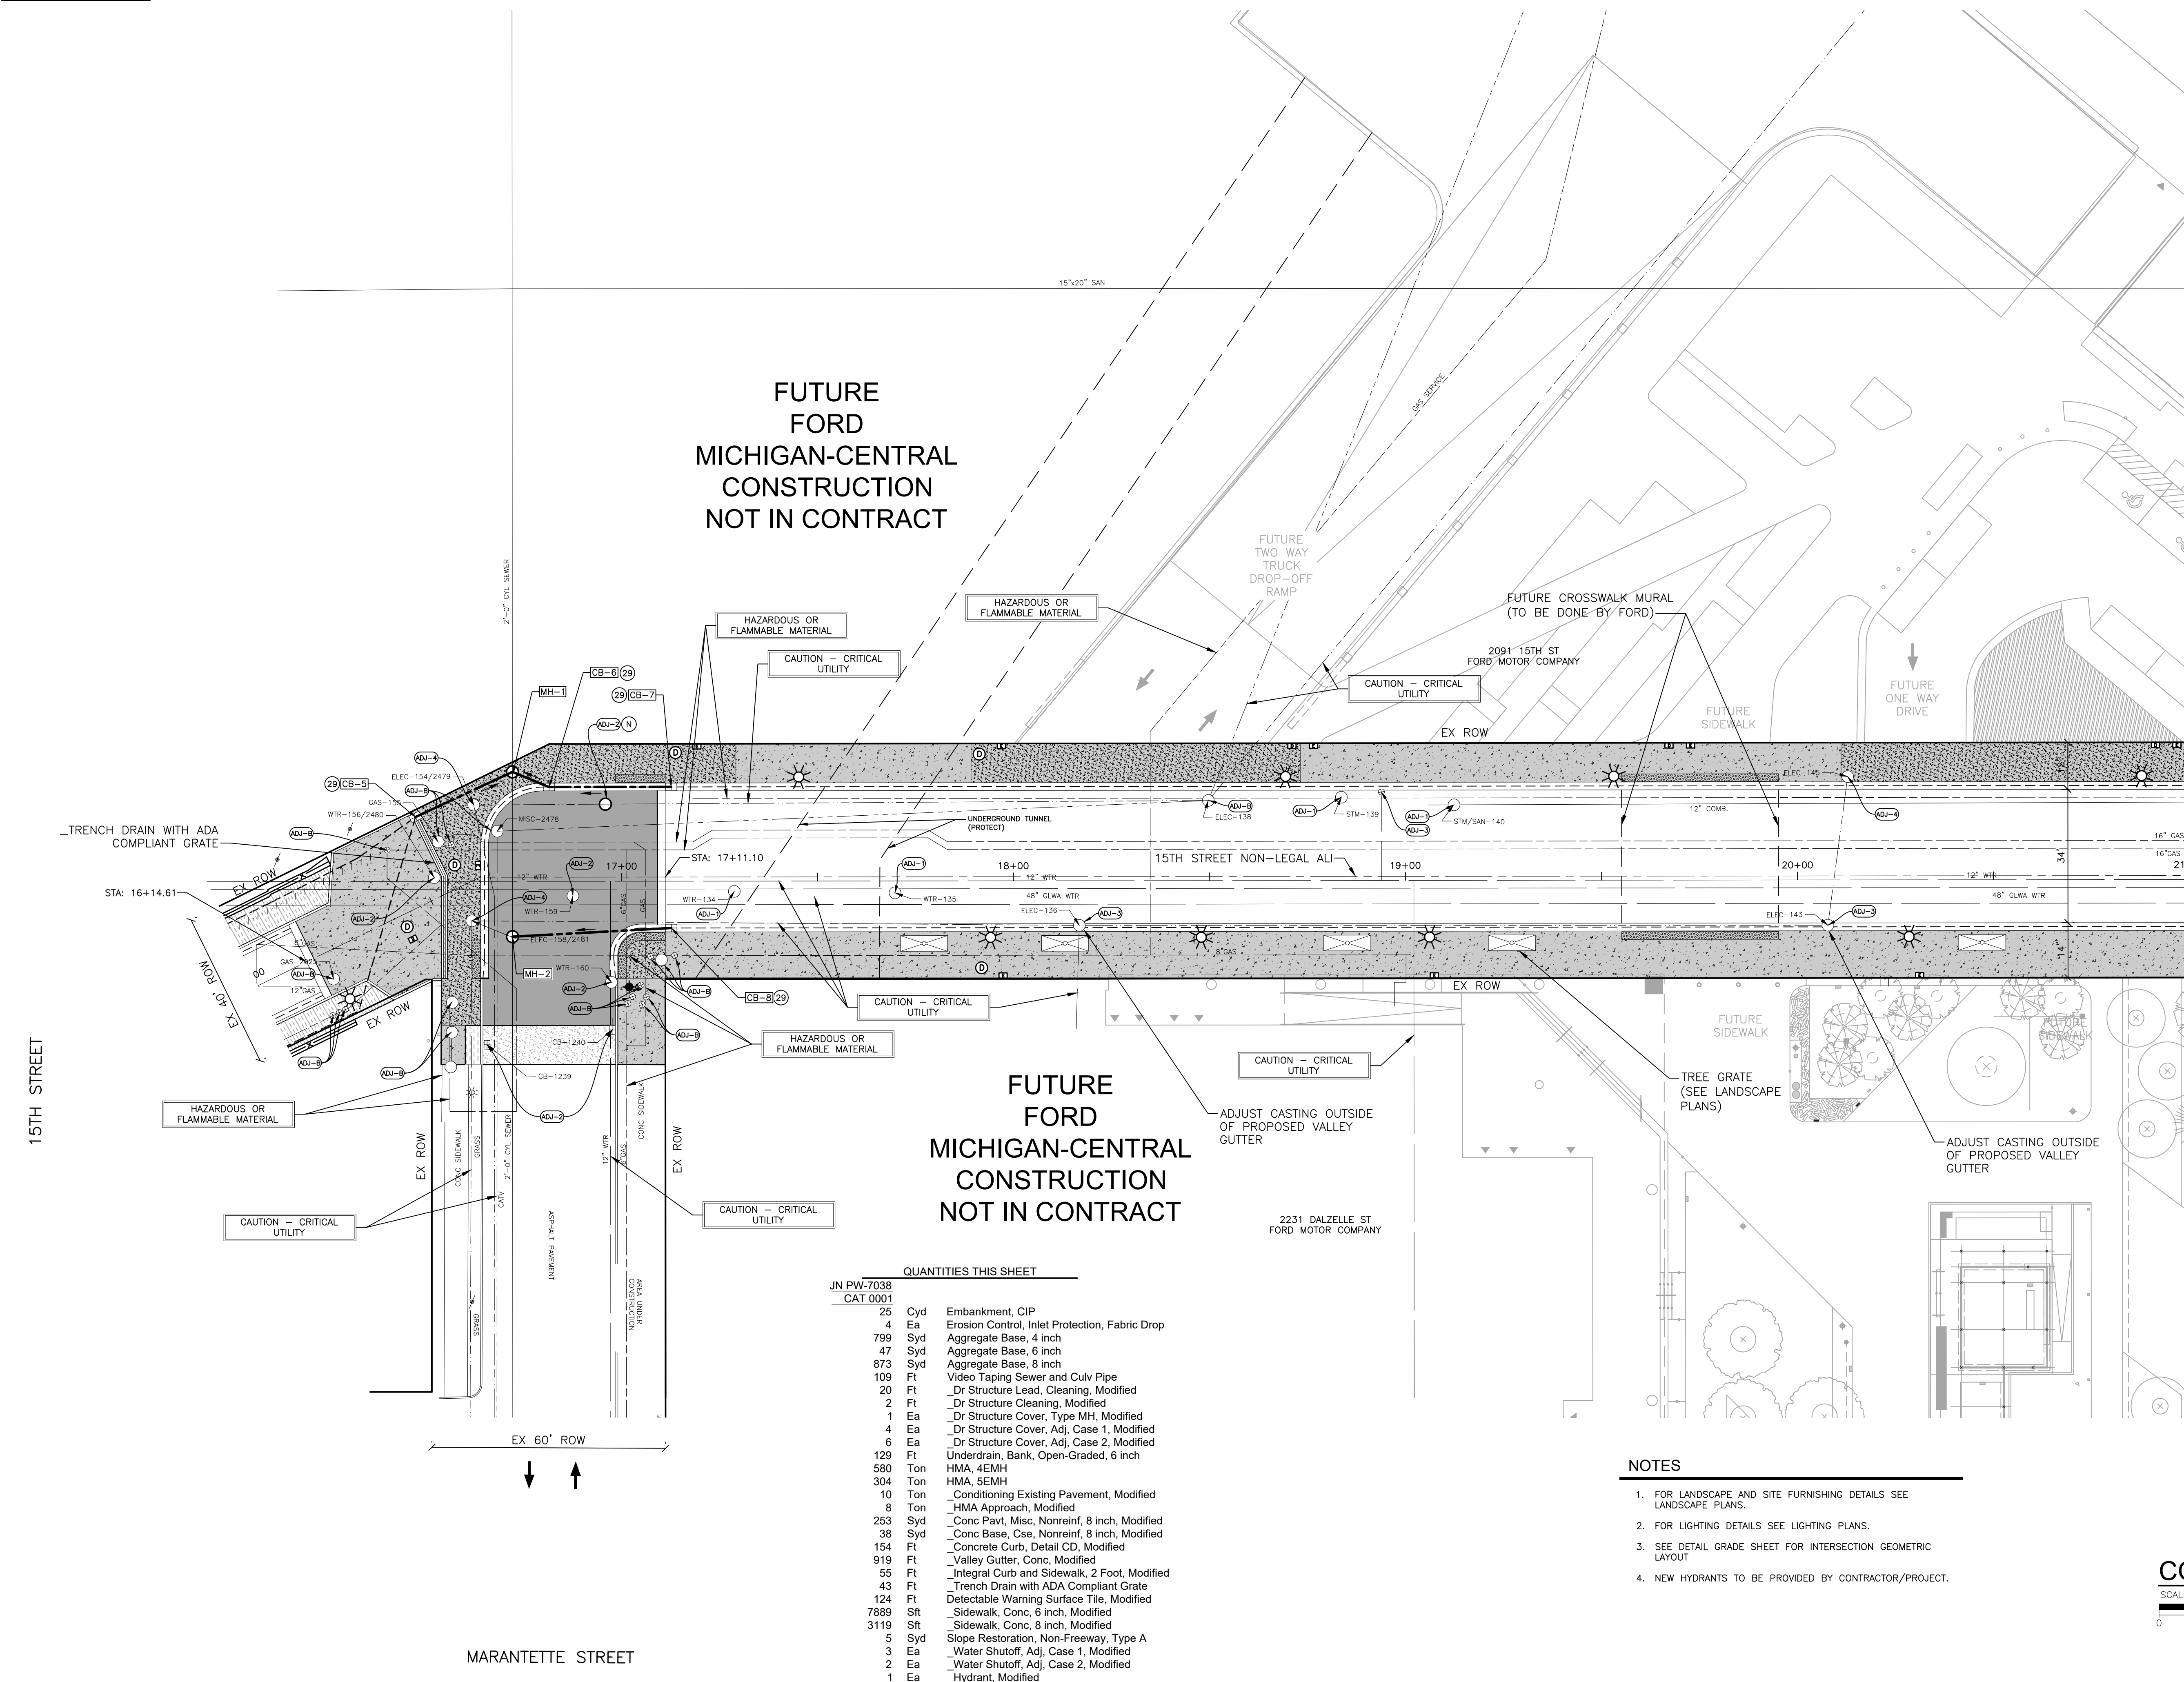 15"x20" SAN
FUTURE
FORD
MICHIGAN-CENTRAL
CONSTRUCTION
NOT IN CONTRACT
2'-0" CYL SEWER
GAS SERVICE
FUTURE
TWO WAY
TRUCK
DROP-OFF
RAMP
HAZARDOUS OR
FLAMMABLE MATERIAL
HAZARDOUS OR
FLAMMABLE MATERIAL
CAUTION – CRITICAL
UTILITY
FUTURE CROSSWALK MURAL
(TO BE DONE BY FORD)
2091 15TH ST
FORD MOTOR COMPANY
CAUTION – CRITICAL
UTILITY
FUTURE
ONE WAY
DRIVE
FUTURE
SIDEWALK
CB-6 29
29 CB-7
MH-1
ADJ-2 N
EX ROW
D
D
ADJ-4
ELEC-154/2479
29 CB-5
ADJ-B
GAS-155
WTR-156/2480
ADJ-B
MISC-2478
_TRENCH DRAIN WITH ADA
COMPLIANT GRATE
UNDERGROUND TUNNEL
(PROTECT)
ADJ-B
ELEC-138
ADJ-1
STM-139
ADJ-1
ADJ-3
STM/SAN-140
ELEC-145
ADJ-4
12" COMB.
16" GAS
16"GAS
34'
STA: 17+11.10
15TH STREET NON-LEGAL ALI
17+00
18+00
19+00
20+00
21
D
ADJ-2
ADJ-1
12" WTR
12" WTR
12" WTR
12" WTR
48" GLWA WTR
48" GLWA WTR
EX ROW
STA: 16+14.61
ADJ-4
WTR-159
6"GAS
GAS
WTR-134
ADJ-1
WTR-135
ELEC-136
ADJ-3
ELEC-143
ADJ-3
ADJ-2
D
8"GAS
ELEC-158/2481
8"GAS
14'
GAS-2025
ADJ-B
00
12"GAS
MH-2
WTR-160
ADJ-2
ADJ-B
ADJ-B
CB-8 29
D
EX ROW
EX 40' ROW
EX ROW
CAUTION – CRITICAL
UTILITY
ADJ-B
HAZARDOUS OR
FLAMMABLE MATERIAL
CB-1240
CB-1239
ADJ-B
ADJ-B
ADJ-2
CAUTION – CRITICAL
UTILITY
FUTURE
SIDEWALK
FUTURE
SIDEWALK
15TH STREET
HAZARDOUS OR
FLAMMABLE MATERIAL
FUTURE
FORD
MICHIGAN-CENTRAL
CONSTRUCTION
NOT IN CONTRACT
TREE GRATE
(SEE LANDSCAPE
PLANS)
ADJUST CASTING OUTSIDE
OF PROPOSED VALLEY
GUTTER
ADJUST CASTING OUTSIDE
OF PROPOSED VALLEY
GUTTER
EX ROW
CONC SIDEWALK
GRASS
2'-0" CYL SEWER
CATV
ASPHALT PAVEMENT
12" WTR
6"GAS
CONC SIDEWALK
EX ROW
CAUTION – CRITICAL
UTILITY
CAUTION – CRITICAL
UTILITY
2231 DALZELLE ST
FORD MOTOR COMPANY
GRASS
AREA UNDER
CONSTRUCTION
EX 60' ROW
MARANTETTE STREET
QUANTITIES THIS SHEET
JN PW-7038
CAT 0001
25 Cyd Embankment, CIP
4 Ea Erosion Control, Inlet Protection, Fabric Drop
799 Syd Aggregate Base, 4 inch
47 Syd Aggregate Base, 6 inch
873 Syd Aggregate Base, 8 inch
109 Ft Video Taping Sewer and Culv Pipe
20 Ft _Dr Structure Lead, Cleaning, Modified
2 Ft _Dr Structure Cleaning, Modified
1 Ea _Dr Structure Cover, Type MH, Modified
4 Ea _Dr Structure Cover, Adj, Case 1, Modified
6 Ea _Dr Structure Cover, Adj, Case 2, Modified
129 Ft Underdrain, Bank, Open-Graded, 6 inch
580 Ton HMA, 4EMH
304 Ton HMA, 5EMH
10 Ton _Conditioning Existing Pavement, Modified
8 Ton _HMA Approach, Modified
253 Syd _Conc Pavt, Misc, Nonreinf, 8 inch, Modified
38 Syd _Conc Base, Cse, Nonreinf, 8 inch, Modified
154 Ft _Concrete Curb, Detail CD, Modified
919 Ft _Valley Gutter, Conc, Modified
55 Ft _Integral Curb and Sidewalk, 2 Foot, Modified
43 Ft _Trench Drain with ADA Compliant Grate
124 Ft Detectable Warning Surface Tile, Modified
7889 Sft _Sidewalk, Conc, 6 inch, Modified
3119 Sft _Sidewalk, Conc, 8 inch, Modified
5 Syd Slope Restoration, Non-Freeway, Type A
3 Ea _Water Shutoff, Adj, Case 1, Modified
2 Ea _Water Shutoff, Adj, Case 2, Modified
1 Ea _Hydrant, Modified
NOTES
1. FOR LANDSCAPE AND SITE FURNISHING DETAILS SEE
LANDSCAPE PLANS.
2. FOR LIGHTING DETAILS SEE LIGHTING PLANS.
3. SEE DETAIL GRADE SHEET FOR INTERSECTION GEOMETRIC
LAYOUT
4. NEW HYDRANTS TO BE PROVIDED BY CONTRACTOR/PROJECT.
SCAL
0